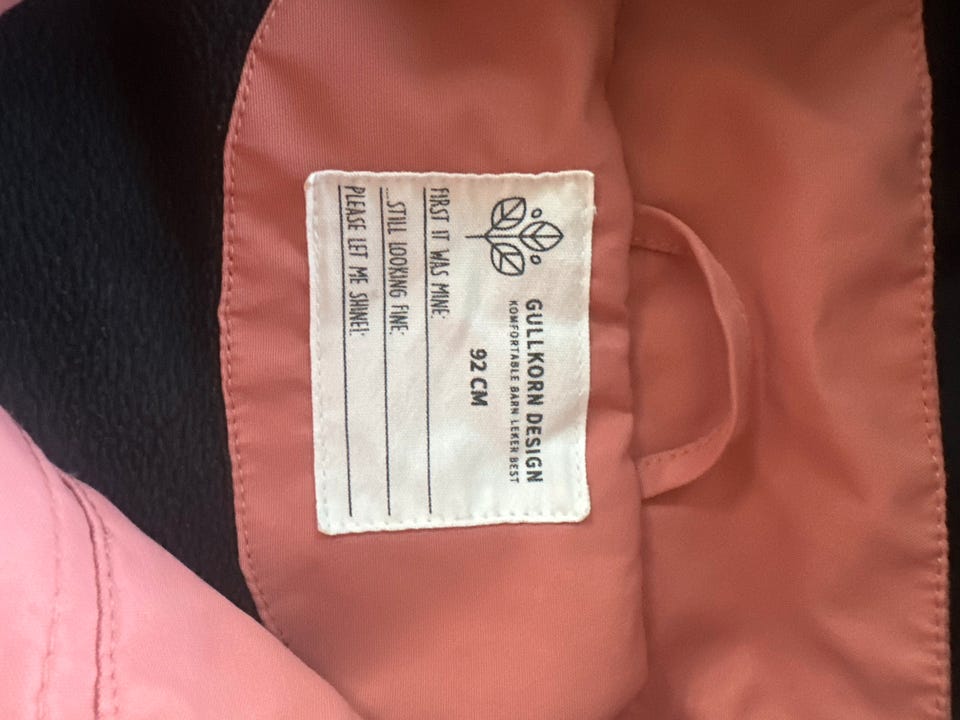 GULLKORN DESIGN
KOMFORTABLE BARN LEKER BEST
92 CM
FIRST IT WAS MINE:
...STILL LOOKING FINE:
PLEASE LET ME SHINE!: